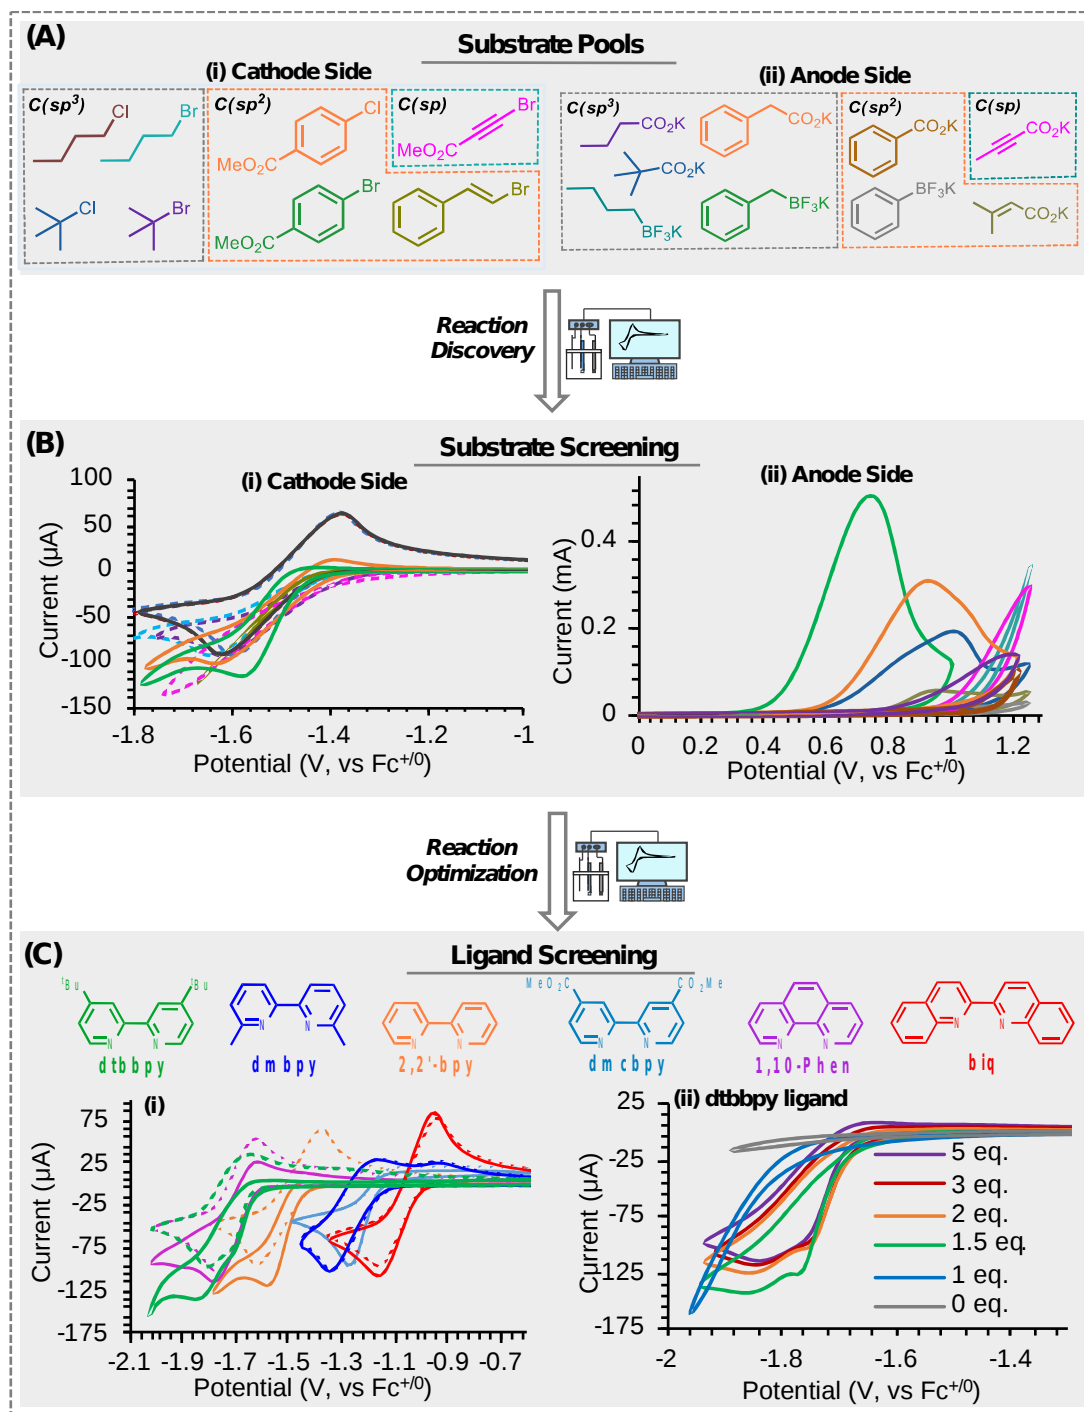 (A)
Substrate Pools
(i) Cathode Side
(ii) Anode Side
C(sp³)
Cl
Br
Cl
Br
C(sp²)
Cl
MeO₂C
Br
MeO₂C
Br
C(sp)
Br
MeO₂C
C(sp³)
CO₂K
CO₂K
CO₂K
BF₃K
BF₃K
C(sp²)
CO₂K
BF₃K
CO₂K
C(sp)
CO₂K
Reaction
Discovery
(B)
Substrate Screening
(i) Cathode Side
100
50
0
-50
-100
-150
Current (µA)
-1.8
-1.6
-1.4
-1.2
-1
Potential (V, vs Fc⁺/⁰)
(ii) Anode Side
0.4
0.2
0
Current (mA)
0
0.2
0.4
0.6
0.8
1
1.2
Potential (V, vs Fc⁺/⁰)
Reaction
Optimization
(C)
Ligand Screening
ᵗBu
ᵗBu
N
N
dtbbpy
N
N
dmbpy
N
N
2,2'-bpy
MeO₂C
CO₂Me
N
N
dmcbpy
N
N
1,10-Phen
N
N
biq
(i)
75
25
-25
-75
-125
-175
Current (µA)
-2.1
-1.9
-1.7
-1.5
-1.3
-1.1
-0.9
-0.7
Potential (V, vs Fc⁺/⁰)
(ii) dtbbpy ligand
25
-25
-75
-125
-175
Current (µA)
5 eq.
3 eq.
2 eq.
1.5 eq.
1 eq.
0 eq.
-2
-1.8
-1.6
-1.4
Potential (V, vs Fc⁺/⁰)